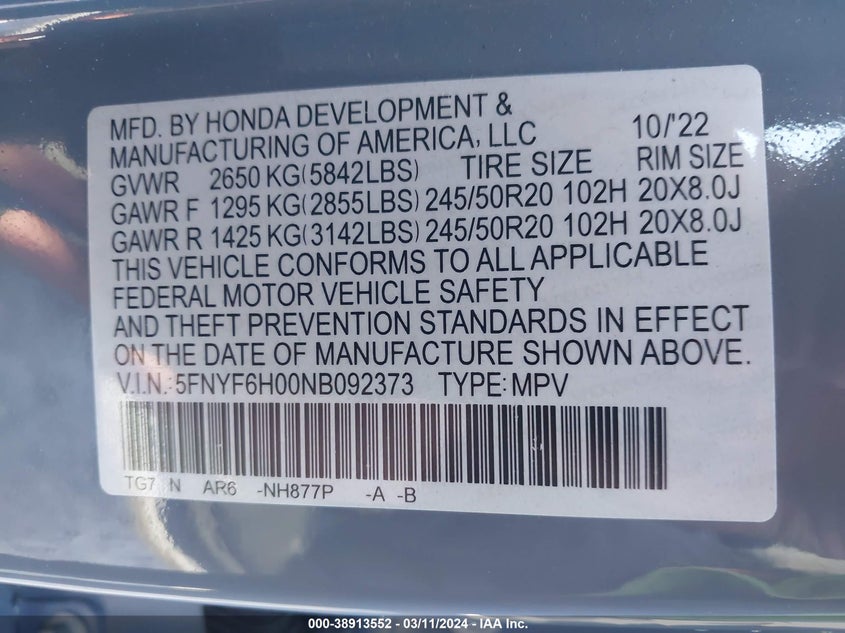 MFD. BY HONDA DEVELOPMENT &
MANUFACTURING OF AMERICA, LLC 10/'22
GVWR 2650 KG(5842LBS) TIRE SIZE RIM SIZE
GAWR F 1295 KG(2855LBS) 245/50R20 102H 20X8.0J
GAWR R 1425 KG(3142LBS) 245/50R20 102H 20X8.0J
THIS VEHICLE CONFORMS TO ALL APPLICABLE
FEDERAL MOTOR VEHICLE SAFETY
AND THEFT PREVENTION STANDARDS IN EFFECT
ON THE DATE OF MANUFACTURE SHOWN ABOVE.
V.I.N.:5FNYF6H00NB092373 TYPE:MPV
TG7 N AR6 -NH877P -A -B
000-38913552 — 03/11/2024 — IAA Inc.